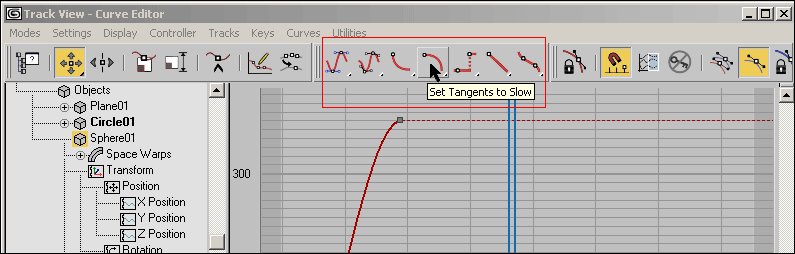 Track View - Curve Editor
Modes Settings Display Controller Tracks Keys Curves Utilities
Set Tangents to Slow
Objects
Plane01
Circle01
Sphere01
Space Warps
Transform
Position
X Position
Y Position
Z Position
Rotation
300